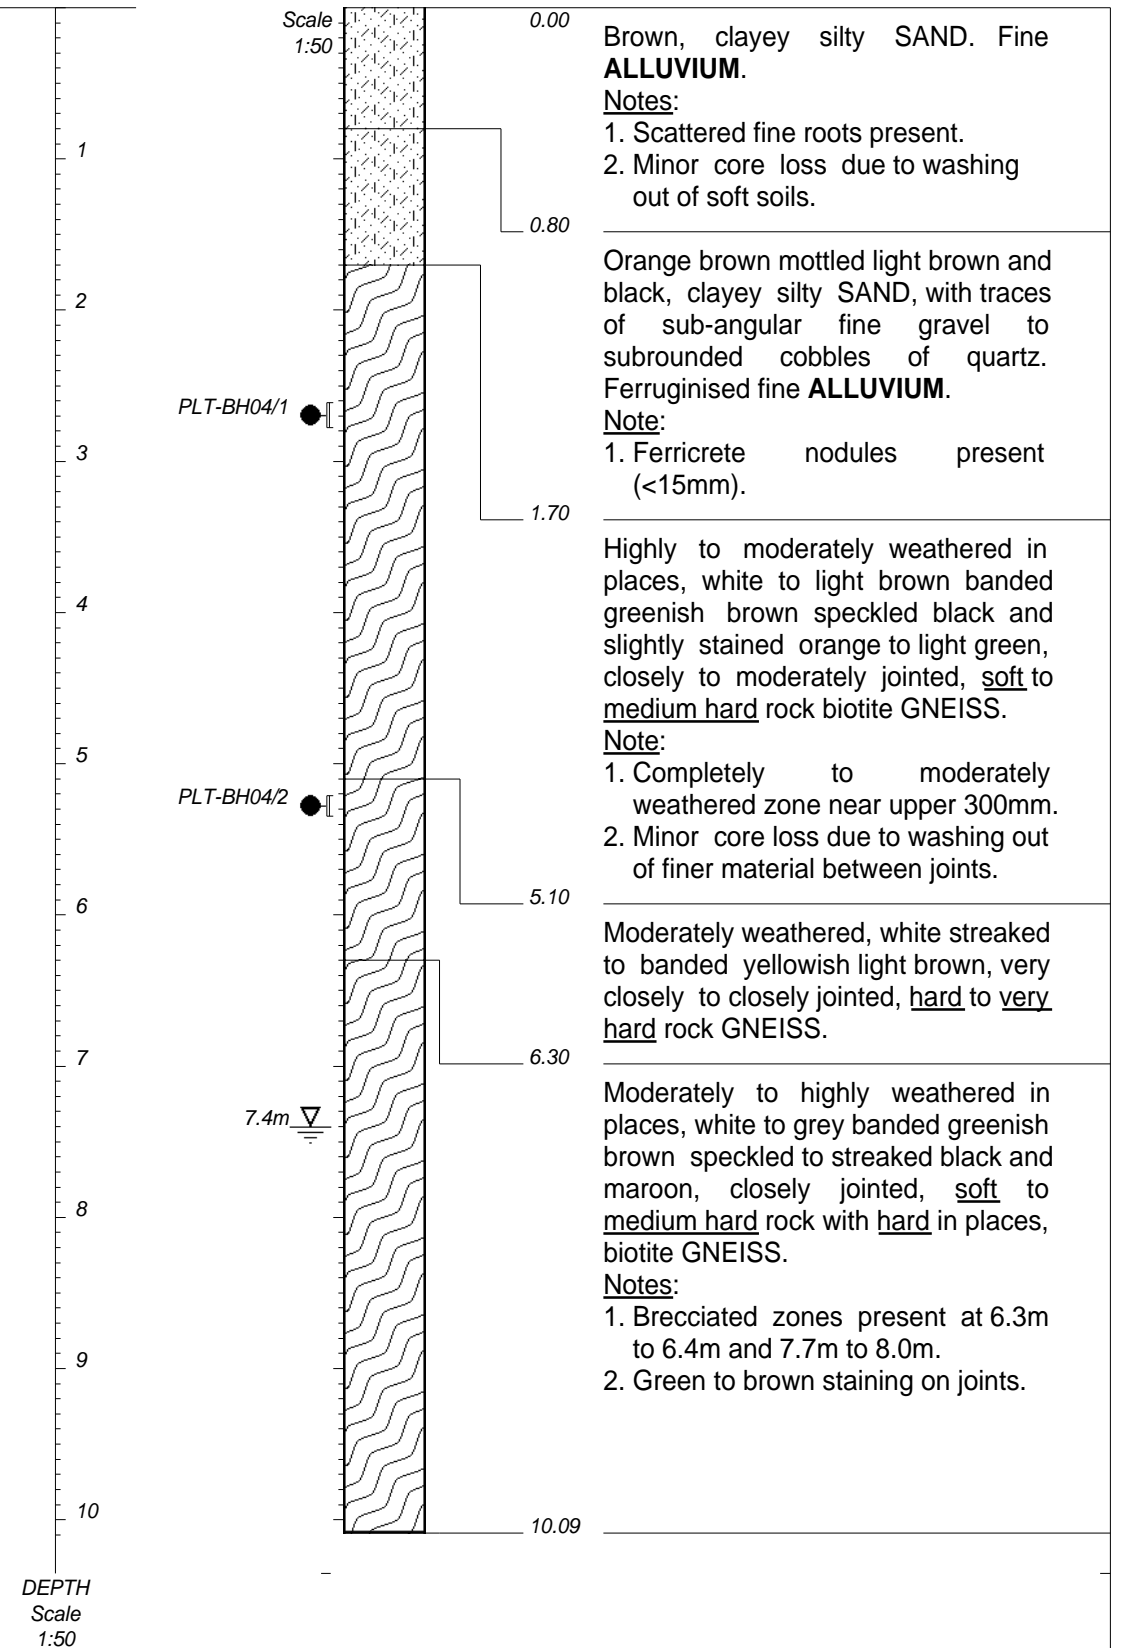 Scale
1:50
0.00
Brown, clayey silty SAND. Fine
ALLUVIUM.
Notes:
1. Scattered fine roots present.
2. Minor core loss due to washing
out of soft soils.
1
0.80
Orange brown mottled light brown and
black, clayey silty SAND, with traces
of sub-angular fine gravel to
subrounded cobbles of quartz.
Ferruginised fine ALLUVIUM.
Note:
1. Ferricrete nodules present
(<15mm).
2
PLT-BH04/1
3
1.70
Highly to moderately weathered in
places, white to light brown banded
greenish brown speckled black and
slightly stained orange to light green,
closely to moderately jointed, soft to
medium hard rock biotite GNEISS.
Note:
1. Completely to moderately
weathered zone near upper 300mm.
2. Minor core loss due to washing out
of finer material between joints.
4
5
PLT-BH04/2
5.10
6
Moderately weathered, white streaked
to banded yellowish light brown, very
closely to closely jointed, hard to very
hard rock GNEISS.
6.30
7
7.4m
Moderately to highly weathered in
places, white to grey banded greenish
brown speckled to streaked black and
maroon, closely jointed, soft to
medium hard rock with hard in places,
biotite GNEISS.
Notes:
1. Brecciated zones present at 6.3m
to 6.4m and 7.7m to 8.0m.
2. Green to brown staining on joints.
8
9
10
10.09
DEPTH
Scale
1:50